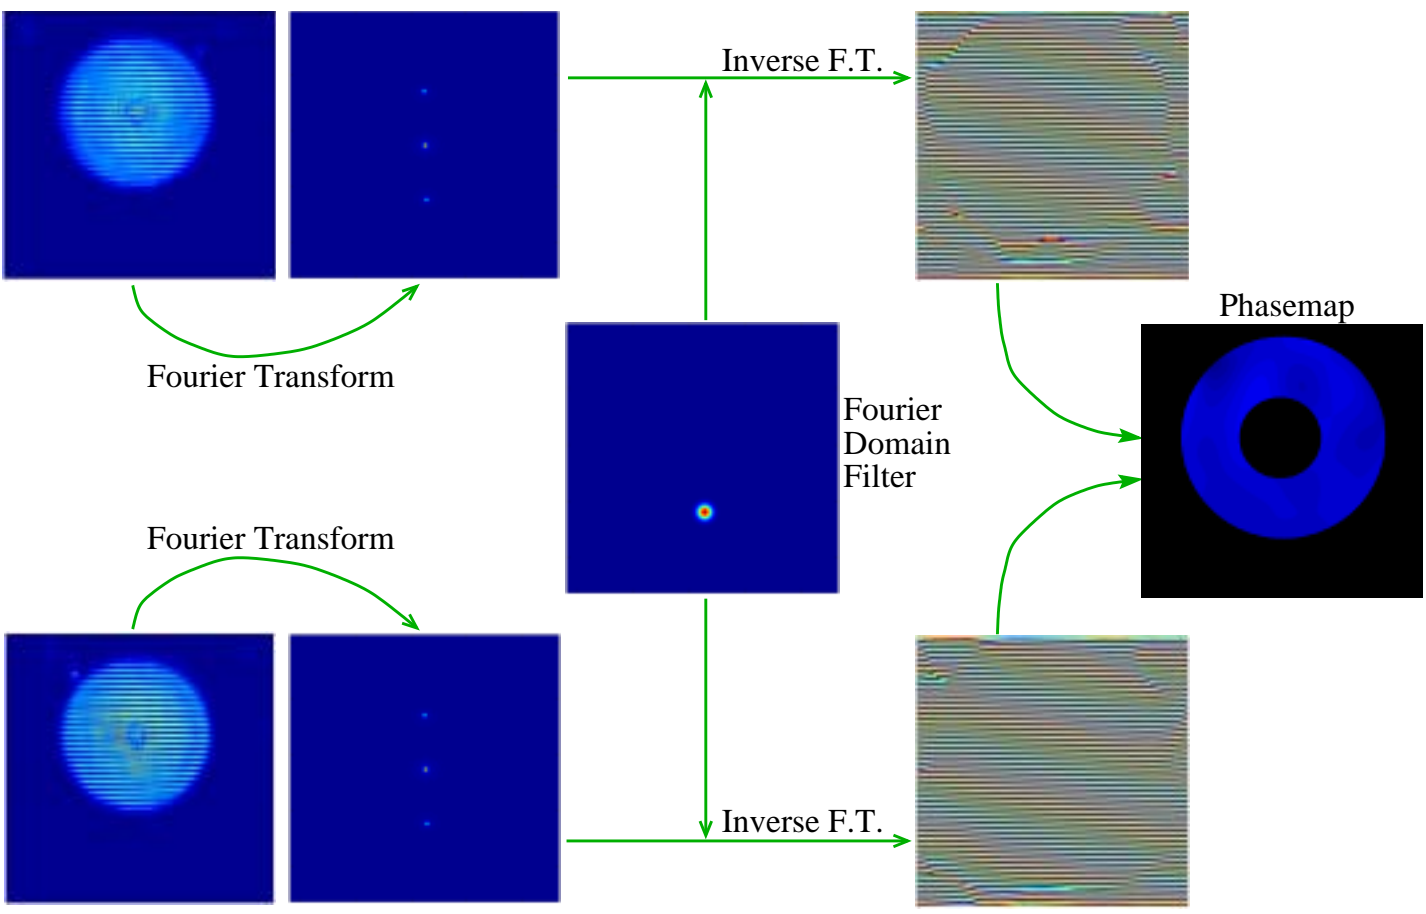 Inverse F.T.
Phasemap
Fourier Transform
Fourier
Domain
Filter
Fourier Transform
Inverse F.T.